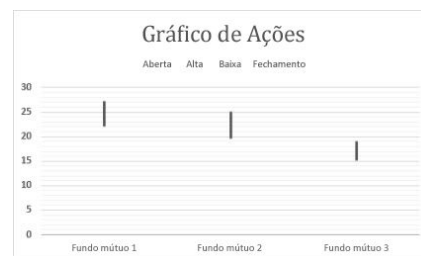 Gráfico de Ações
Aberta Alta Baixa Fechamento
30
25
20
15
10
5
0
Fundo mútuo 1 Fundo mútuo 2 Fundo mútuo 3